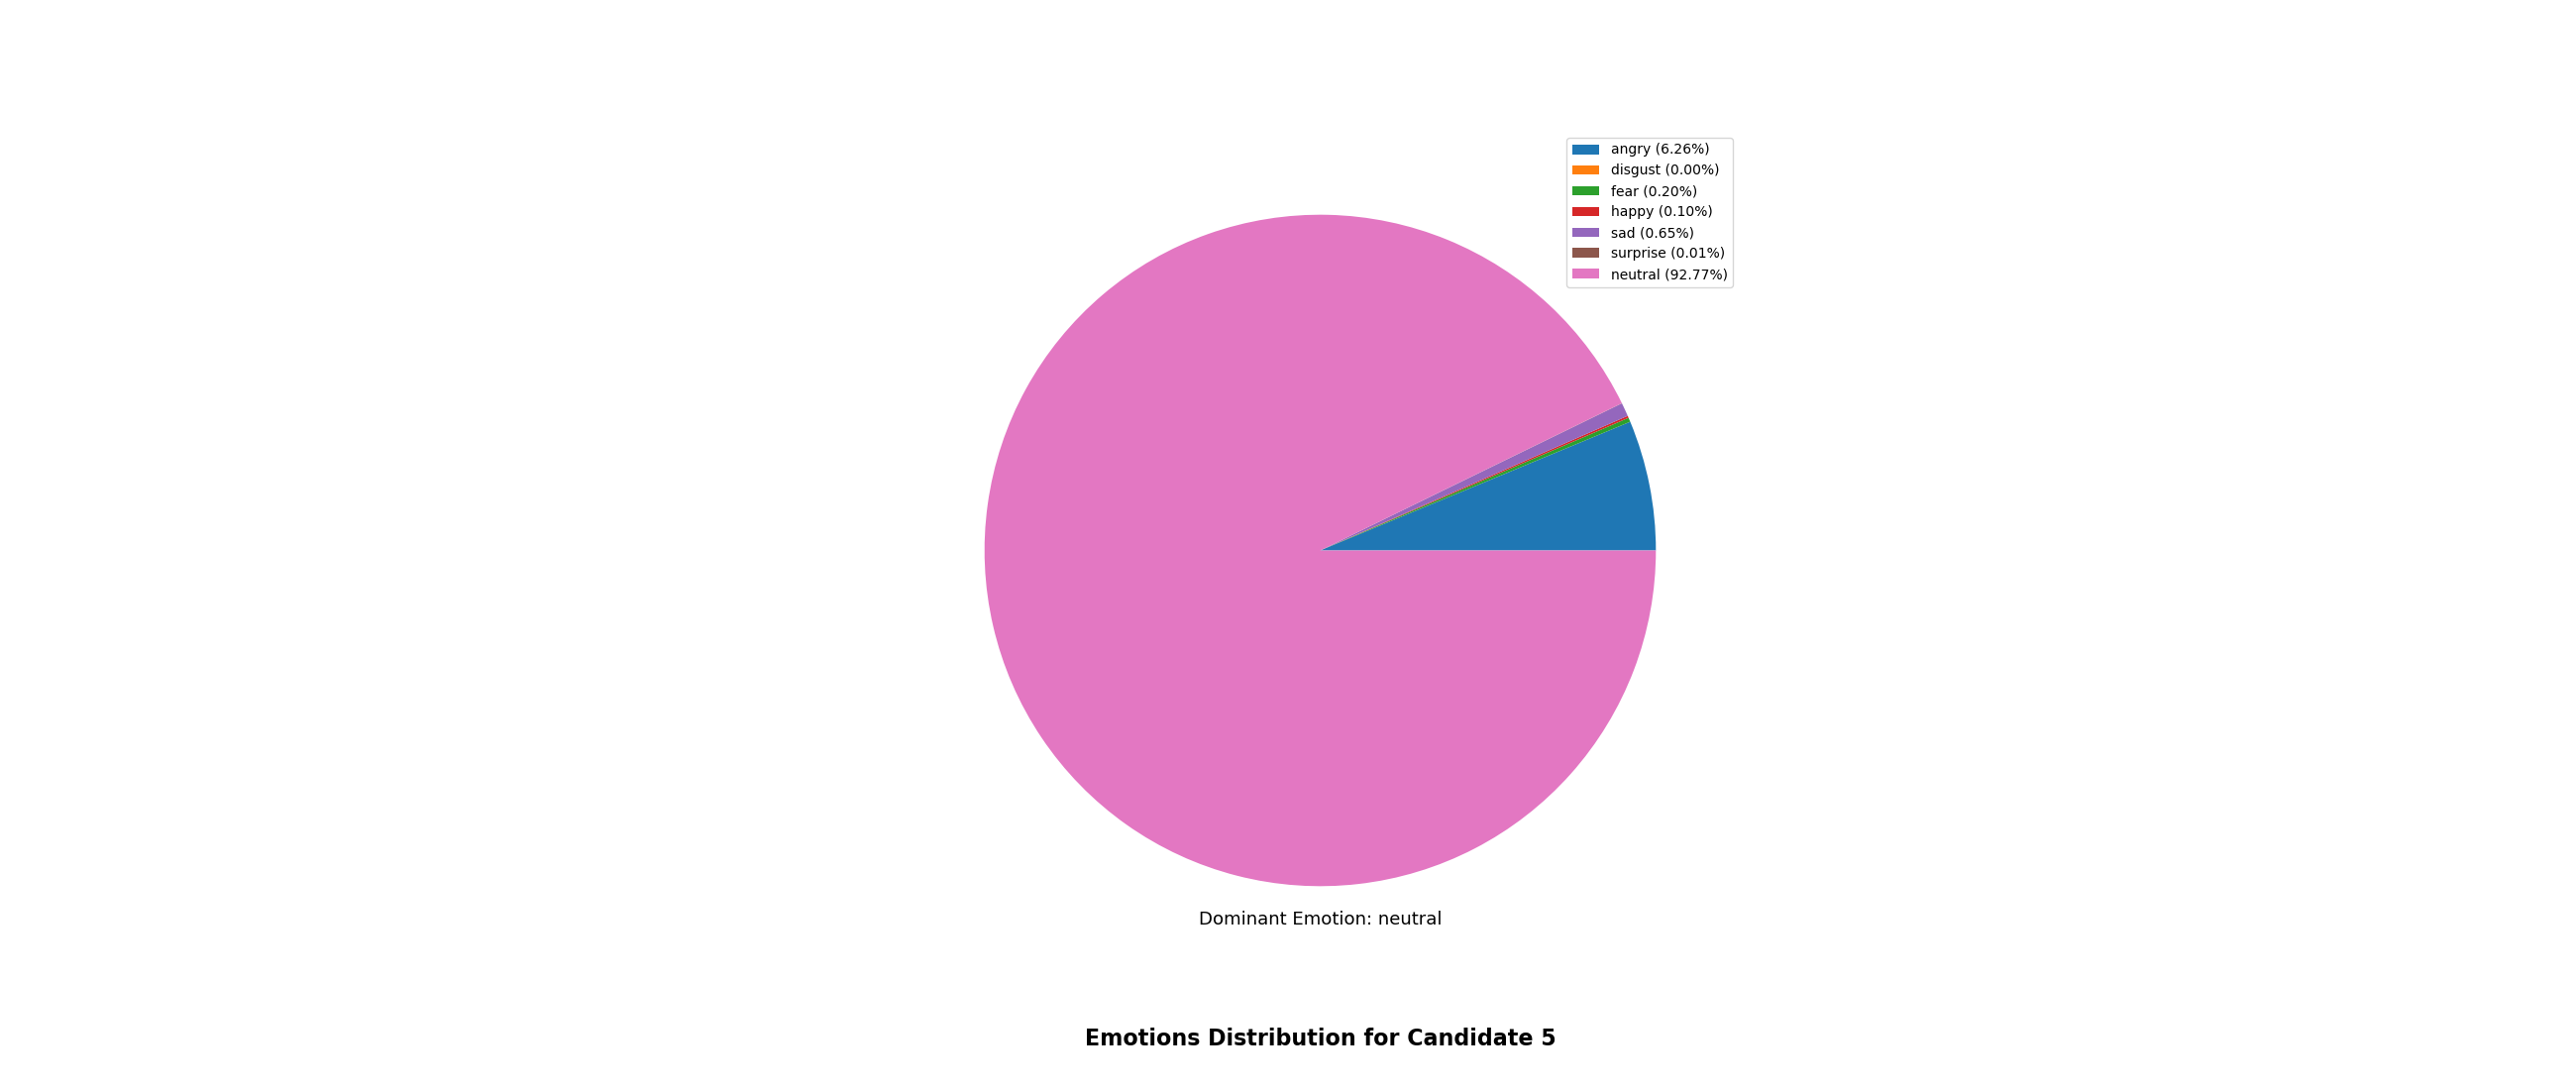 angry (6.26%)
disgust (0.00%)
fear (0.20%)
happy (0.10%)
sad (0.65%)
surprise (0.01%)
neutral (92.77%)
Dominant Emotion: neutral
Emotions Distribution for Candidate 5